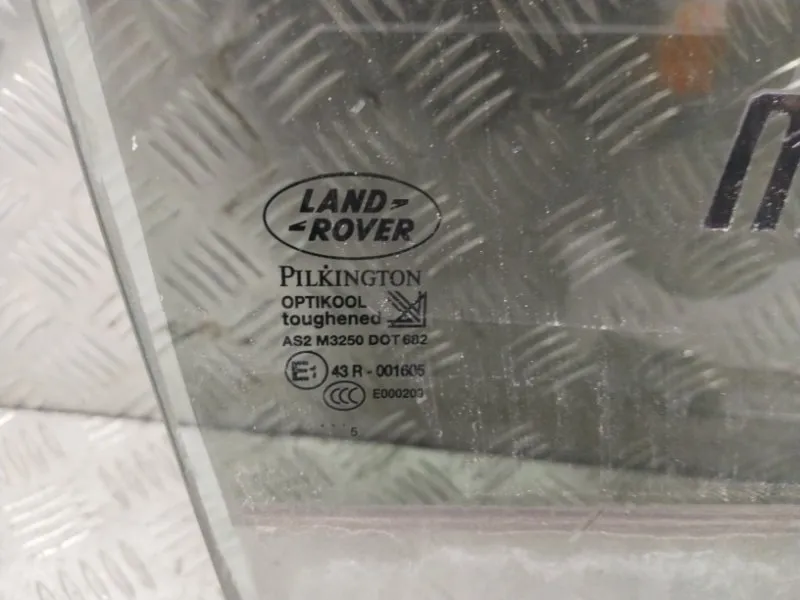 LAND
ROVER
PILKINGTON
OPTIKOOL
toughened
AS2 M3250 DOT 682
E1 43 R - 001605
CCC E000203
. . . 5